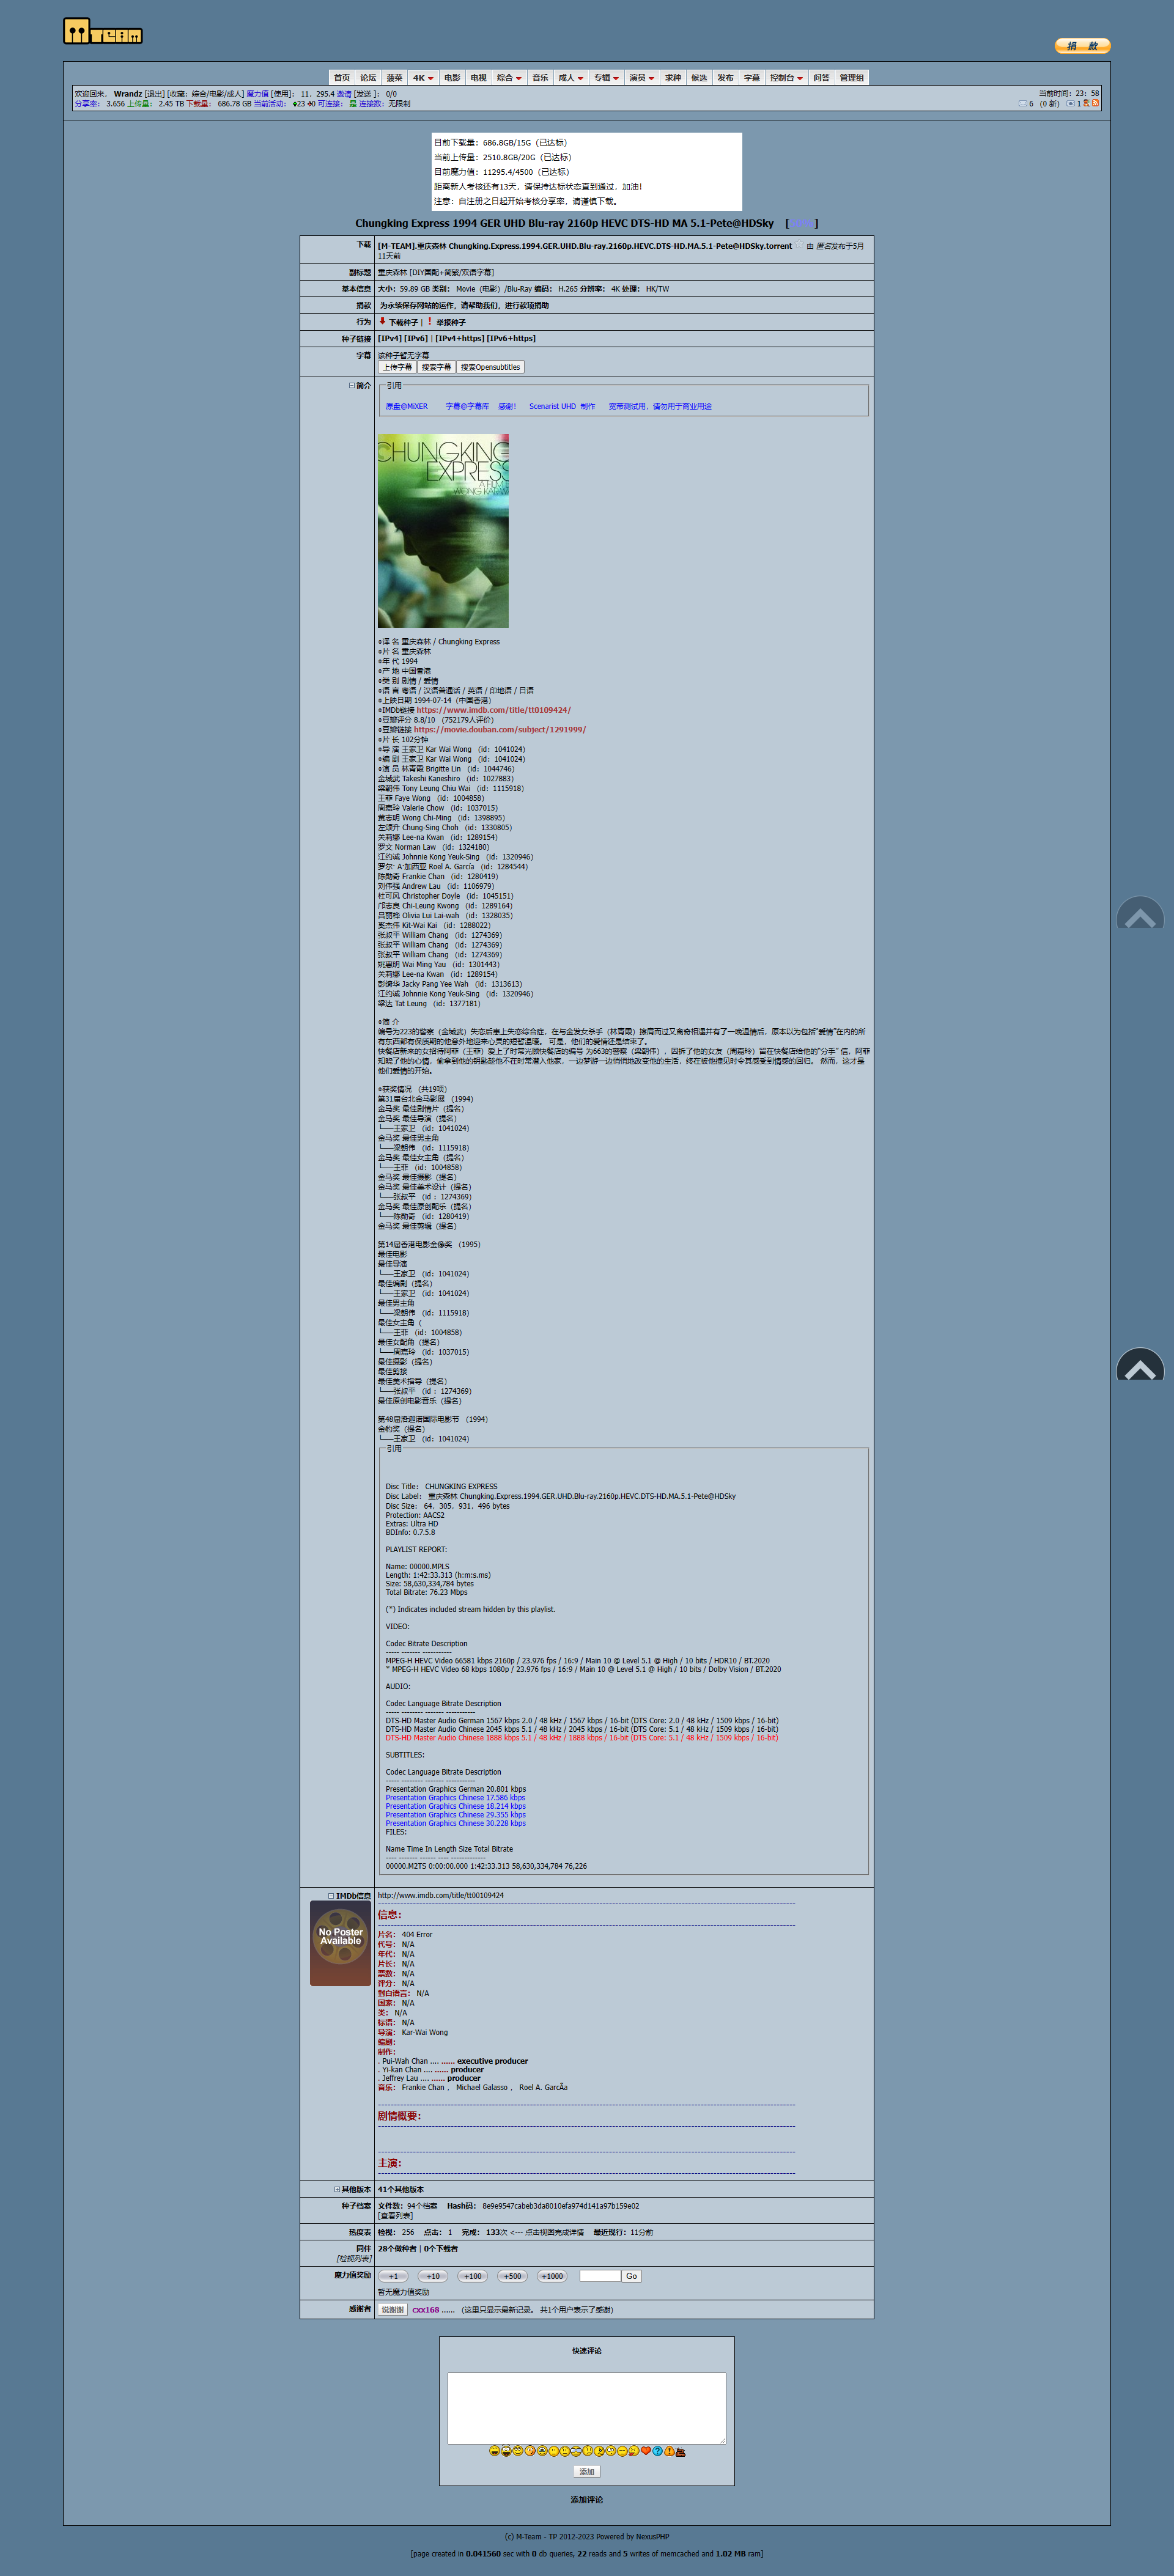 M-TEAM
捐 款
首页 论坛 蓝菜 4K 电影 电视 综合 音乐 成人 专辑 演员 求种 候选 发布 字幕 控制台 问答 管理组
欢迎回来, Wrandz [退出] [收藏: 综合/电影/成人] 魔力值 [使用]: 11, 295.4 邀请 [发送 ]: 0/0 当前时间: 23: 58
分享率: 3.656 上传量: 2.45 TB 下载量: 686.78 GB 当前活动: 23 0 可连接: 是 连接数: 无限制 6 (0 新) 1
目前下载量: 686.8GB/15G (已达标)
当前上传量: 2510.8GB/20G (已达标)
目前魔力值: 11295.4/4500 (已达标)
距离新人考核还有13天, 请保持达标状态直到通过, 加油!
注意: 自注册之日起开始考核分享率, 请谨慎下载。
Chungking Express 1994 GER UHD Blu-ray 2160p HEVC DTS-HD MA 5.1-Pete@HDSky
下载 [M-TEAM].重庆森林 Chungking.Express.1994.GER.UHD.Blu-ray.2160p.HEVC.DTS-HD.MA.5.1-Pete@HDSky.torrent 由 匿名发布于5月
11天前
副标题 重庆森林 [DIY国配+简繁/双语字幕]
基本信息 大小: 59.89 GB 类别: Movie (电影) /Blu-Ray 编码: H.265 分辨率: 4K 处理: HK/TW
捐款 为永续保存网站的运作, 请帮助我们, 进行款项捐助
行为 下载种子 | 举报种子
种子链接 [IPv4] [IPv6] | [IPv4+https] [IPv6+https]
字幕 该种子暂无字幕
上传字幕 搜索字幕 搜索Opensubtitles
简介 引用
原盘@MiXER 字幕@字幕库 感谢! Scenarist UHD 制作 宽带测试用, 请勿用于商业用途
CHUNGKING
EXPRESS
A FILM BY
WONG KAR WAI
◎译 名 重庆森林 / Chungking Express
◎片 名 重庆森林
◎年 代 1994
◎产 地 中国香港
◎类 别 剧情 / 爱情
◎语 言 粤语 / 汉语普通话 / 英语 / 印地语 / 日语
◎上映日期 1994-07-14 (中国香港)
◎IMDb链接 https://www.imdb.com/title/tt0109424/
◎豆瓣评分 8.8/10 (752179人评价)
◎豆瓣链接 https://movie.douban.com/subject/1291999/
◎片 长 102分钟
◎导 演 王家卫 Kar Wai Wong (id: 1041024)
◎编 剧 王家卫 Kar Wai Wong (id: 1041024)
◎演 员 林青霞 Brigitte Lin (id: 1044746)
金城武 Takeshi Kaneshiro (id: 1027883)
梁朝伟 Tony Leung Chiu Wai (id: 1115918)
王菲 Faye Wong (id: 1004858)
周嘉玲 Valerie Chow (id: 1037015)
黄志明 Wong Chi-Ming (id: 1398895)
左颂升 Chung-Sing Choh (id: 1330805)
关莉娜 Lee-na Kwan (id: 1289154)
罗文 Norman Law (id: 1324180)
江约诚 Johnnie Kong Yeuk-Sing (id: 1320946)
罗尔· A·加西亚 Roel A. García (id: 1284544)
陈勋奇 Frankie Chan (id: 1280419)
刘伟强 Andrew Lau (id: 1106979)
杜可风 Christopher Doyle (id: 1045151)
邝志良 Chi-Leung Kwong (id: 1289164)
吕丽桦 Olivia Lui Lai-wah (id: 1328035)
奚杰伟 Kit-Wai Kai (id: 1288022)
张叔平 William Chang (id: 1274369)
张叔平 William Chang (id: 1274369)
张叔平 William Chang (id: 1274369)
姚惠明 Wai Ming Yau (id: 1301443)
关莉娜 Lee-na Kwan (id: 1289154)
彭绮华 Jacky Pang Yee Wah (id: 1313613)
江约诚 Johnnie Kong Yeuk-Sing (id: 1320946)
梁达 Tat Leung (id: 1377181)
◎简 介
编号为223的警察(金城武)失恋后患上失恋综合症, 在与金发女杀手(林青霞)擦肩而过又离奇相遇并有了一晚温情后, 原本以为包括“爱情”在内的所
有东西都有保质期的他意外地迎来心灵的短暂温暖。 可是, 他们的爱情还是结束了。
快餐店新来的女招待阿菲(王菲)爱上了时常光顾快餐店的编号 为663的警察(梁朝伟), 因拆了他的女友(周嘉玲)留在快餐店给他的“分手” 信, 阿菲
知晓了他的心情, 偷拿到他的钥匙趁他不在时常潜入他家, 一边梦游一边悄悄地改变他的生活, 终在被他撞见时令其感受到情感的回归。 然而, 这才是
他们爱情的开始。
◎获奖情况 (共19项)
第31届台北金马影展 (1994)
金马奖 最佳剧情片(提名)
金马奖 最佳导演(提名)
└──王家卫 (id: 1041024)
金马奖 最佳男主角
└──梁朝伟 (id: 1115918)
金马奖 最佳女主角(提名)
└──王菲 (id: 1004858)
金马奖 最佳摄影(提名)
金马奖 最佳美术设计(提名)
└──张叔平 (id : 1274369)
金马奖 最佳原创配乐(提名)
└──陈勋奇 (id: 1280419)
金马奖 最佳剪辑(提名)
第14届香港电影金像奖 (1995)
最佳电影
最佳导演
└──王家卫 (id: 1041024)
最佳编剧(提名)
└──王家卫 (id: 1041024)
最佳男主角
└──梁朝伟 (id: 1115918)
最佳女主角(
└──王菲 (id: 1004858)
最佳女配角(提名)
└──周嘉玲 (id: 1037015)
最佳摄影(提名)
最佳剪接
最佳美术指导(提名)
└──张叔平 (id : 1274369)
最佳原创电影音乐(提名)
第48届洛迦诺国际电影节 (1994)
金豹奖(提名)
└──王家卫 (id: 1041024)
引用
Disc Title: CHUNGKING EXPRESS
Disc Label: 重庆森林 Chungking.Express.1994.GER.UHD.Blu-ray.2160p.HEVC.DTS-HD.MA.5.1-Pete@HDSky
Disc Size: 64, 305, 931, 496 bytes
Protection: AACS2
Extras: Ultra HD
BDInfo: 0.7.5.8
PLAYLIST REPORT:
Name: 00000.MPLS
Length: 1:42:33.313 (h:m:s.ms)
Size: 58,630,334,784 bytes
Total Bitrate: 76.23 Mbps
(*) Indicates included stream hidden by this playlist.
VIDEO:
Codec Bitrate Description
----- ------- -----------
MPEG-H HEVC Video 66581 kbps 2160p / 23.976 fps / 16:9 / Main 10 @ Level 5.1 @ High / 10 bits / HDR10 / BT.2020
* MPEG-H HEVC Video 68 kbps 1080p / 23.976 fps / 16:9 / Main 10 @ Level 5.1 @ High / 10 bits / Dolby Vision / BT.2020
AUDIO:
Codec Language Bitrate Description
----- -------- ------- -----------
DTS-HD Master Audio German 1567 kbps 2.0 / 48 kHz / 1567 kbps / 16-bit (DTS Core: 2.0 / 48 kHz / 1509 kbps / 16-bit)
DTS-HD Master Audio Chinese 2045 kbps 5.1 / 48 kHz / 2045 kbps / 16-bit (DTS Core: 5.1 / 48 kHz / 1509 kbps / 16-bit)
DTS-HD Master Audio Chinese 1888 kbps 5.1 / 48 kHz / 1888 kbps / 16-bit (DTS Core: 5.1 / 48 kHz / 1509 kbps / 16-bit)
SUBTITLES:
Codec Language Bitrate Description
----- -------- ------- -----------
Presentation Graphics German 20.801 kbps
Presentation Graphics Chinese 17.586 kbps
Presentation Graphics Chinese 18.214 kbps
Presentation Graphics Chinese 29.355 kbps
Presentation Graphics Chinese 30.228 kbps
FILES:
Name Time In Length Size Total Bitrate
---- ------- ------ ---- -------------
00000.M2TS 0:00:00.000 1:42:33.313 58,630,334,784 76,226
IMDb信息 http://www.imdb.com/title/tt00109424
No Poster Available
信息:
片名: 404 Error
代号: N/A
年代: N/A
片长: N/A
票数: N/A
评分: N/A
對白语言: N/A
国家: N/A
类: N/A
标语: N/A
导演: Kar-Wai Wong
编剧:
制作:
. Pui-Wah Chan .... ...... executive producer
. Yi-kan Chan .... ...... producer
. Jeffrey Lau .... ...... producer
音乐: Frankie Chan , Michael Galasso , Roel A. GarcÃ­a
剧情概要:
主演:
其他版本 41个其他版本
种子档案 文件数: 94个档案 Hash码: 8e9e9547cabeb3da8010efa974d141a97b159e02
[查看列表]
热度表 检视: 256 点击: 1 完成: 133次 <--- 点击视图完成详情 最近现行: 11分前
同伴 28个做种者 | 0个下载者
[检视列表]
魔力值奖励 +1 +10 +100 +500 +1000 Go
暂无魔力值奖励
感谢者 说谢谢 cxx168 ...... (这里只显示最新记录。 共1个用户表示了感谢)
快速评论
添加
添加评论
(c) M-Team - TP 2012-2023 Powered by NexusPHP
[page created in 0.041560 sec with 0 db queries, 22 reads and 5 writes of memcached and 1.02 MB ram]